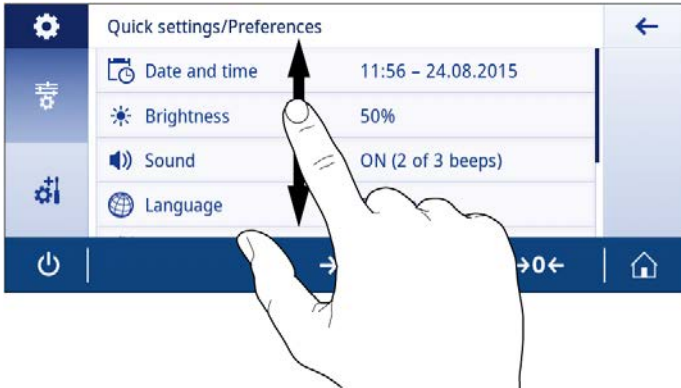 Quick settings/Preferences
Date and time 11:56 – 24.08.2015
Brightness 50%
Sound ON (2 of 3 beeps)
Language
→0←